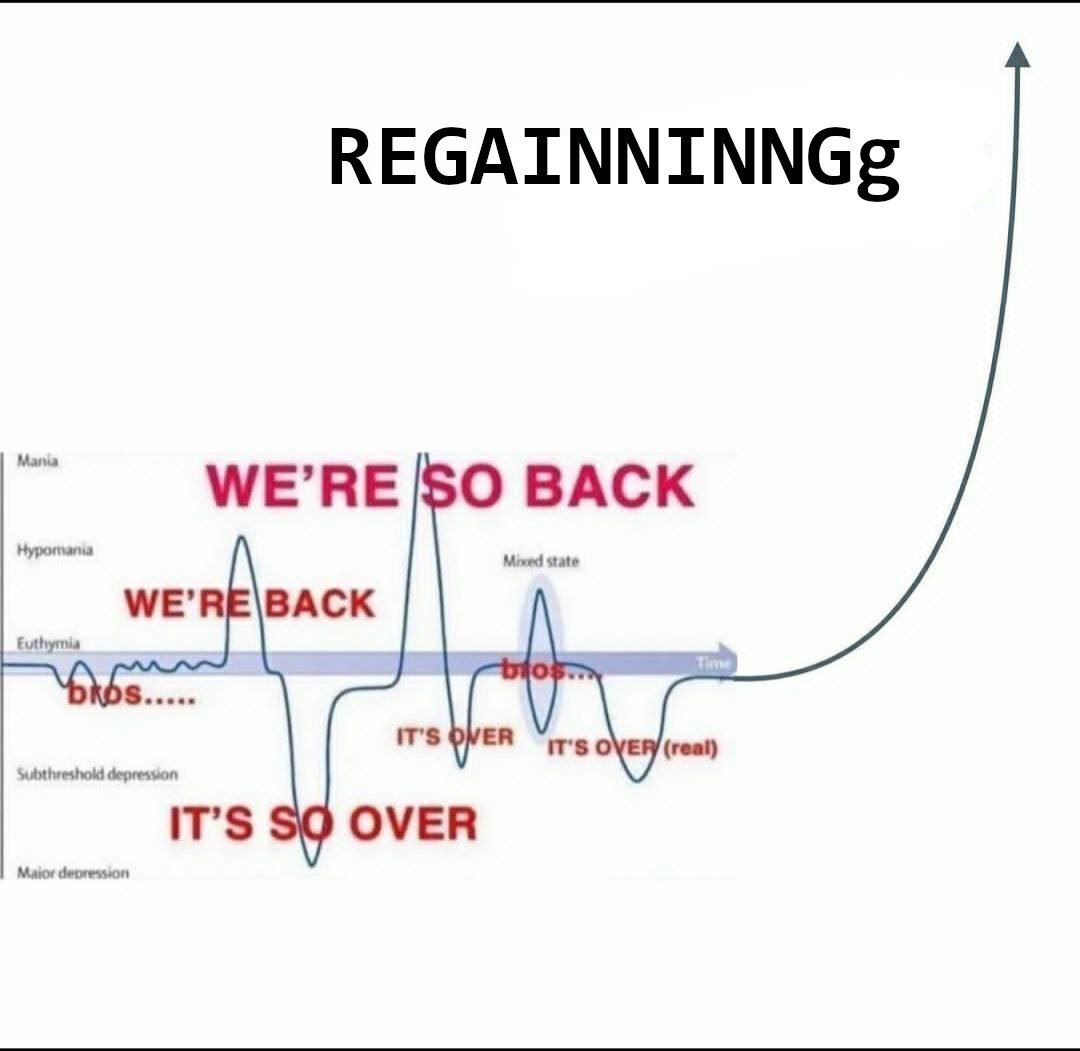 REGAINNINNGg
Mania
WE'RE SO BACK
Hypomania
Mixed state
WE'RE BACK
Euthymia
Time
bros....
bros.....
IT'S OVER
IT'S OVER (real)
Subthreshold depression
IT'S SO OVER
Major depression